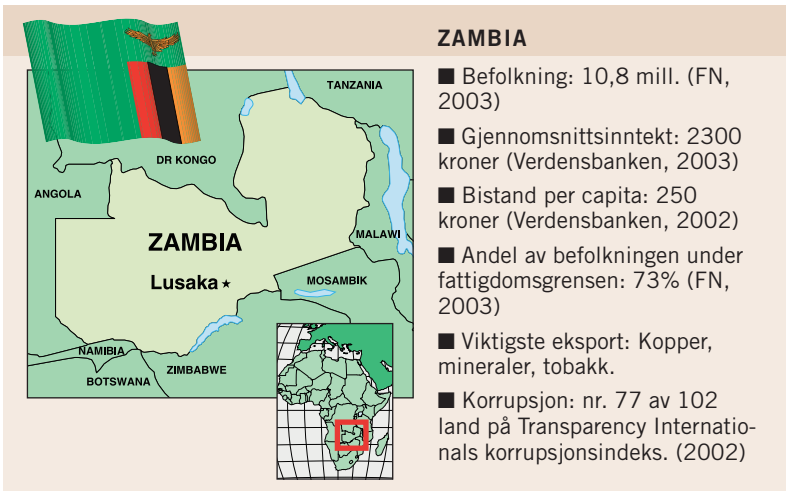 ZAMBIA
■ Befolkning: 10,8 mill. (FN,
2003)
■ Gjennomsnittsinntekt: 2300
kroner (Verdensbanken, 2003)
■ Bistand per capita: 250
kroner (Verdensbanken, 2002)
■ Andel av befolkningen under
fattigdomsgrensen: 73% (FN,
2003)
■ Viktigste eksport: Kopper,
mineraler, tobakk.
■ Korrupsjon: nr. 77 av 102
land på Transparency Internatio-
nals korrupsjonsindeks. (2002)
TANZANIA
DR KONGO
ANGOLA
MALAWI
ZAMBIA
Lusaka
MOSAMBIK
NAMIBIA
ZIMBABWE
BOTSWANA